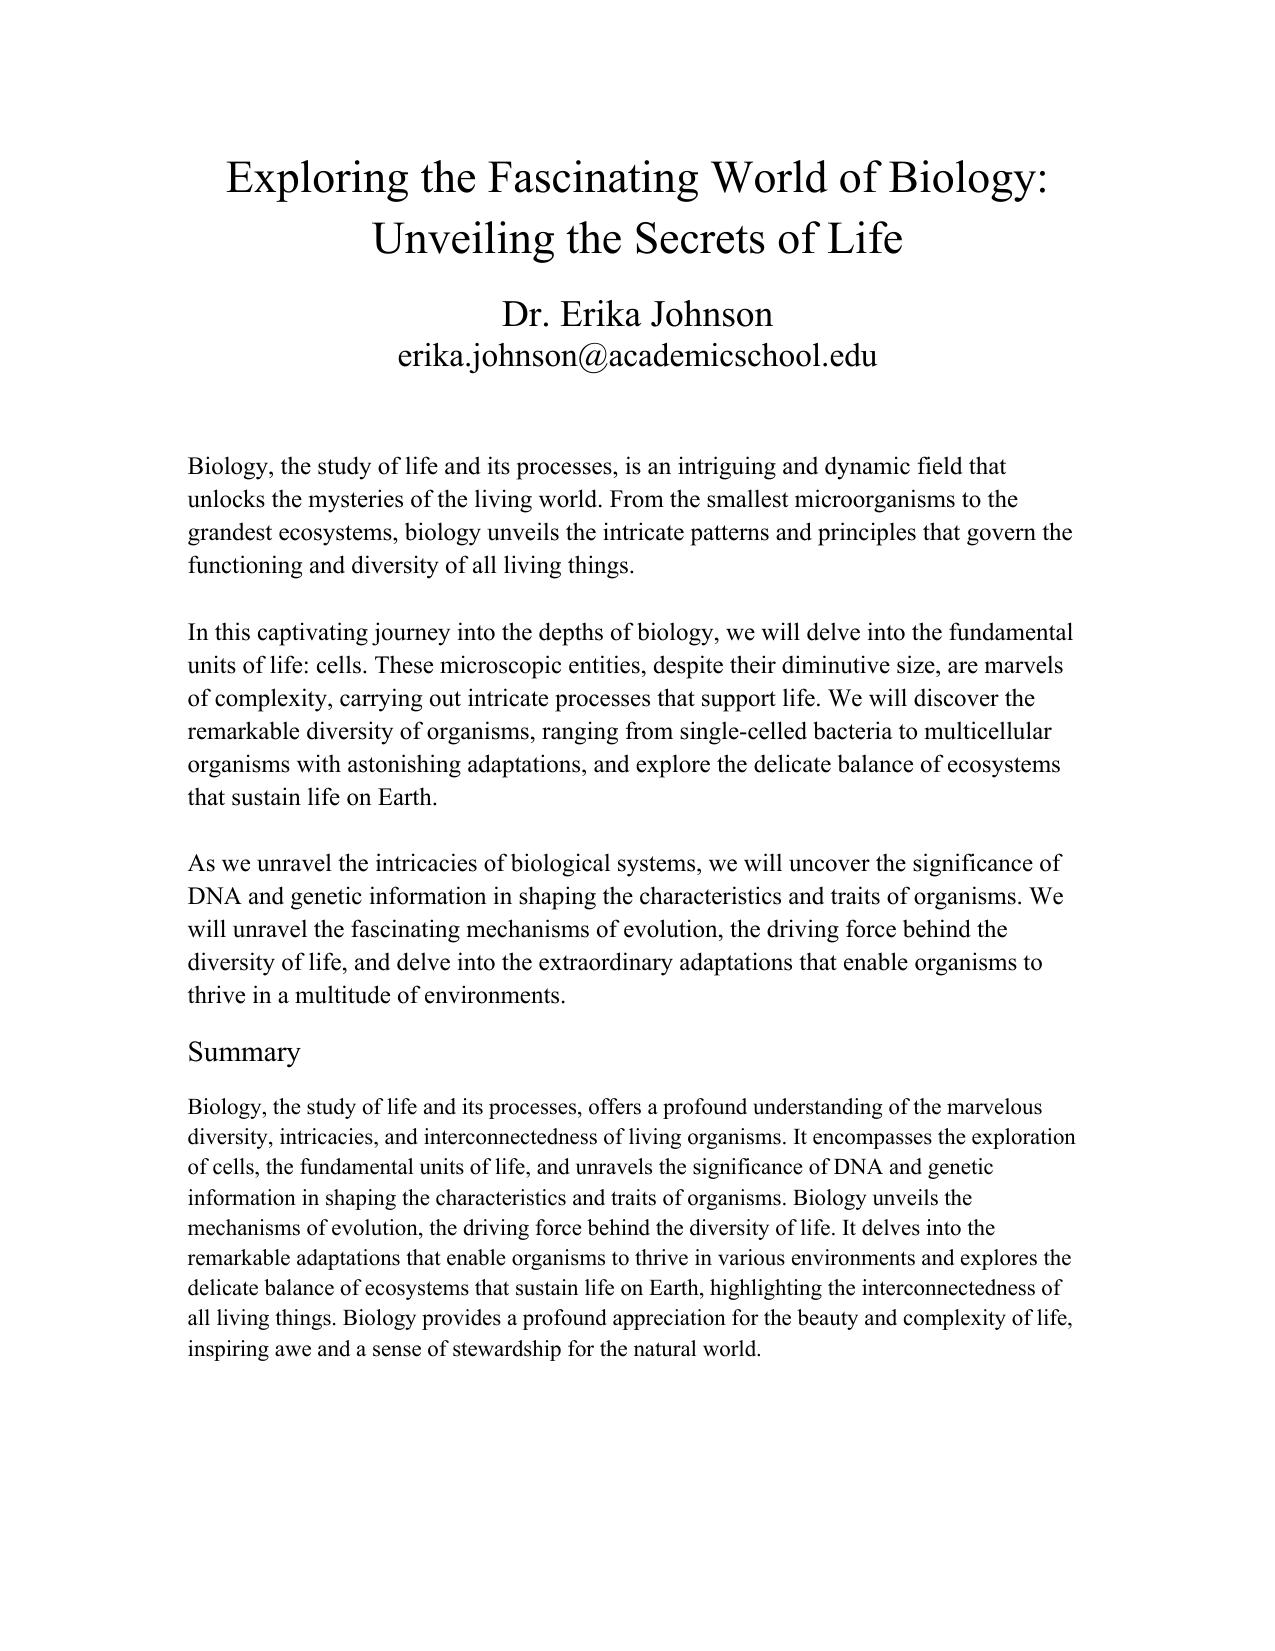 Exploring the Fascinating World of Biology:
Unveiling the Secrets of Life
Dr. Erika Johnson
erika.johnson@academicschool.edu
Biology, the study of life and its processes, is an intriguing and dynamic field that
unlocks the mysteries of the living world. From the smallest microorganisms to the
grandest ecosystems, biology unveils the intricate patterns and principles that govern the
functioning and diversity of all living things.
In this captivating journey into the depths of biology, we will delve into the fundamental
units of life: cells. These microscopic entities, despite their diminutive size, are marvels
of complexity, carrying out intricate processes that support life. We will discover the
remarkable diversity of organisms, ranging from single-celled bacteria to multicellular
organisms with astonishing adaptations, and explore the delicate balance of ecosystems
that sustain life on Earth.
As we unravel the intricacies of biological systems, we will uncover the significance of
DNA and genetic information in shaping the characteristics and traits of organisms. We
will unravel the fascinating mechanisms of evolution, the driving force behind the
diversity of life, and delve into the extraordinary adaptations that enable organisms to
thrive in a multitude of environments.
Summary
Biology, the study of life and its processes, offers a profound understanding of the marvelous
diversity, intricacies, and interconnectedness of living organisms. It encompasses the exploration
of cells, the fundamental units of life, and unravels the significance of DNA and genetic
information in shaping the characteristics and traits of organisms. Biology unveils the
mechanisms of evolution, the driving force behind the diversity of life. It delves into the
remarkable adaptations that enable organisms to thrive in various environments and explores the
delicate balance of ecosystems that sustain life on Earth, highlighting the interconnectedness of
all living things. Biology provides a profound appreciation for the beauty and complexity of life,
inspiring awe and a sense of stewardship for the natural world.